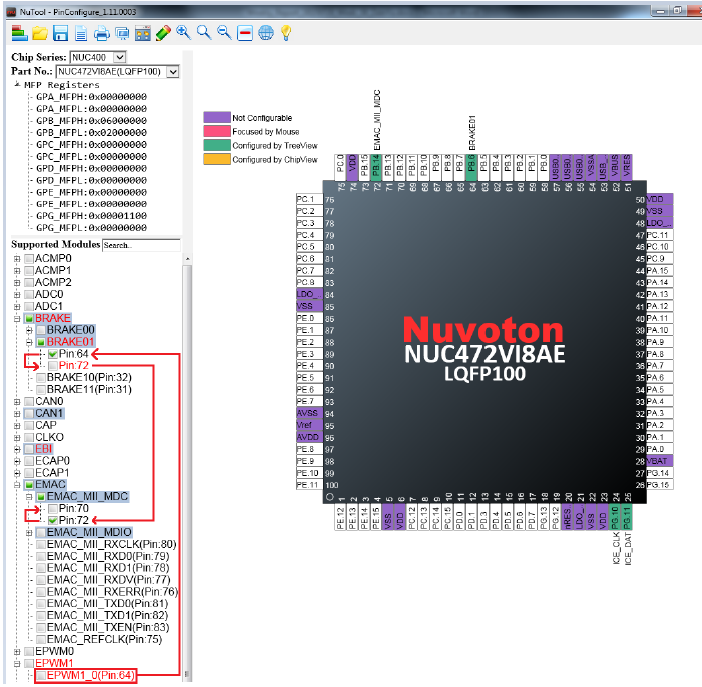 NuTool - PinConfigure_1.11.0003
Chip Series: NUC400
Part No.: NUC472VI8AE(LQFP100)
MFP Registers
GPA_MFPH:0x00000000
GPA_MFPL:0x00000000
GPB_MFPH:0x06000000
GPB_MFPL:0x02000000
GPC_MFPH:0x00000000
GPC_MFPL:0x00000000
GPD_MFPH:0x00000000
GPD_MFPL:0x00000000
GPE_MFPH:0x00000000
GPE_MFPL:0x00000000
GPG_MFPH:0x00001100
GPG_MFPL:0x00000000
Supported Modules Search..
ACMP0
ACMP1
ACMP2
ADC0
ADC1
BRAKE
BRAKE00
BRAKE01
Pin:64
Pin:72
BRAKE10(Pin:32)
BRAKE11(Pin:31)
CAN0
CAN1
CAP
CLKO
EBI
ECAP0
ECAP1
EMAC
EMAC_MII_MDC
Pin:70
Pin:72
EMAC_MII_MDIO
EMAC_MII_RXCLK(Pin:80)
EMAC_MII_RXD0(Pin:79)
EMAC_MII_RXD1(Pin:78)
EMAC_MII_RXDV(Pin:77)
EMAC_MII_RXERR(Pin:76)
EMAC_MII_TXD0(Pin:81)
EMAC_MII_TXD1(Pin:82)
EMAC_MII_TXEN(Pin:83)
EMAC_REFCLK(Pin:75)
EPWM0
EPWM1
EPWM1_0(Pin:64)
Not Configurable
Focused by Mouse
Configured by TreeView
Configured by ChipView
EMAC_MII_MDC
BRAKE01
PC.0
VDD
PB.15
PB.14
PB.13
PB.12
PB.11
PB.10
PB.9
PB.8
PB.7
PB.6
PB.5
PB.4
PB.3
PB.2
PB.1
PB.0
USB0..
USB0..
USB0..
VSSA
USB_..
VBUS
VRES
75
74
73
72
71
70
69
68
67
66
65
64
63
62
61
60
59
58
57
56
55
54
53
52
51
PC.1 76
PC.2 77
PC.3 78
PC.4 79
PC.5 80
PC.6 81
PC.7 82
PC.8 83
LDO_.. 84
VSS 85
PE.0 86
PE.1 87
PE.2 88
PE.3 89
PE.4 90
PE.5 91
PE.6 92
PE.7 93
AVSS 94
Vref 95
AVDD 96
PE.8 97
PE.9 98
PE.10 99
PE.11 100
Nuvoton
NUC472VI8AE
LQFP100
50 VDD
49 VSS
48 LDO_..
47 PC.11
46 PC.10
45 PC.9
44 PA.15
43 PA.14
42 PA.13
41 PA.12
40 PA.11
39 PA.10
38 PA.9
37 PA.8
36 PA.7
35 PA.6
34 PA.5
33 PA.4
32 PA.3
31 PA.2
30 PA.1
29 PA.0
28 VBAT
27 PG.14
26 PG.15
1
2
3
4
5
6
7
8
9
10
11
12
13
14
15
16
17
18
19
20
21
22
23
24
25
PE.12
PE.13
PE.14
PE.15
VSS
VDD
PC.12
PC.13
PC.14
PC.15
PD.0
PD.1
PD.2
PD.3
PD.4
PD.5
PD.6
PD.7
PG.13
PG.12
nRES..
LDO_..
VSS
VDD
PG.10
PG.11
ICE_CLK
ICE_DAT